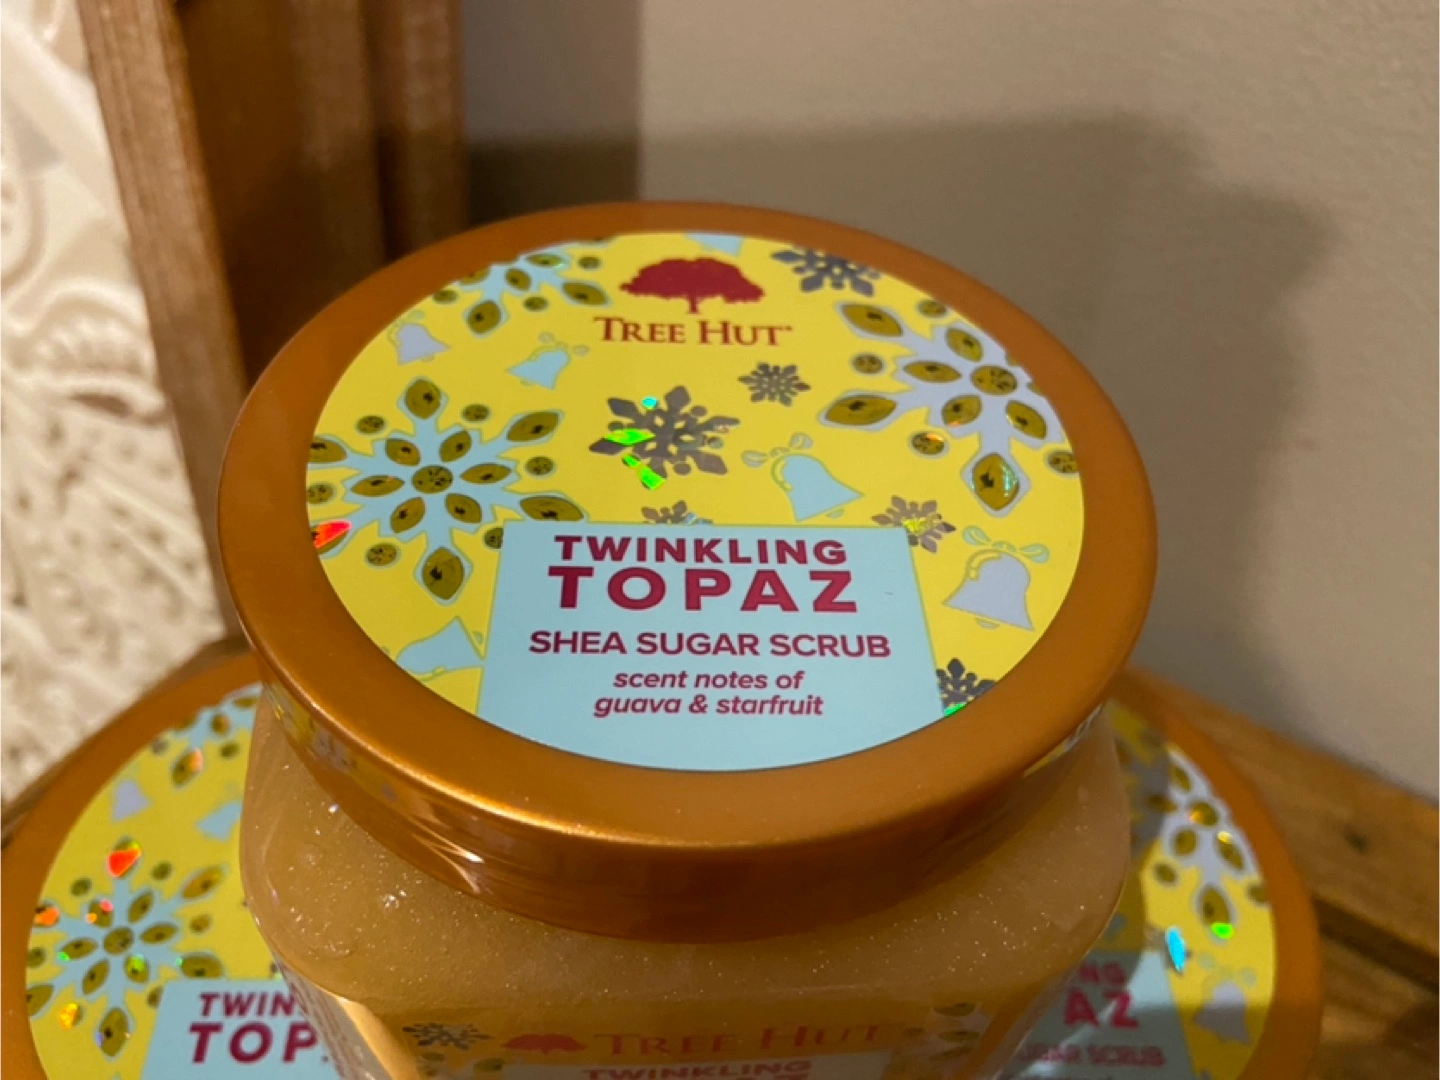 TREE HUT
TWINKLING
TOPAZ
SHEA SUGAR SCRUB
scent notes of
guava & starfruit
TREE HUT
TWINKLING